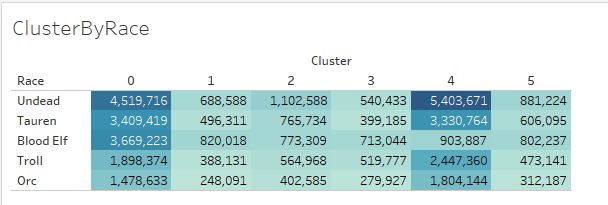 ClusterByRace
Cluster
Race 0 1 2 3 4 5
Undead 4,519,716 688,588 1,102,588 540,433 5,403,671 881,224
Tauren 3,409,419 496,311 765,734 399,185 3,330,764 606,095
Blood Elf 3,669,223 820,018 773,309 713,044 903,887 802,237
Troll 1,898,374 388,131 564,968 519,777 2,447,360 473,141
Orc 1,478,633 248,091 402,585 279,927 1,804,144 312,187